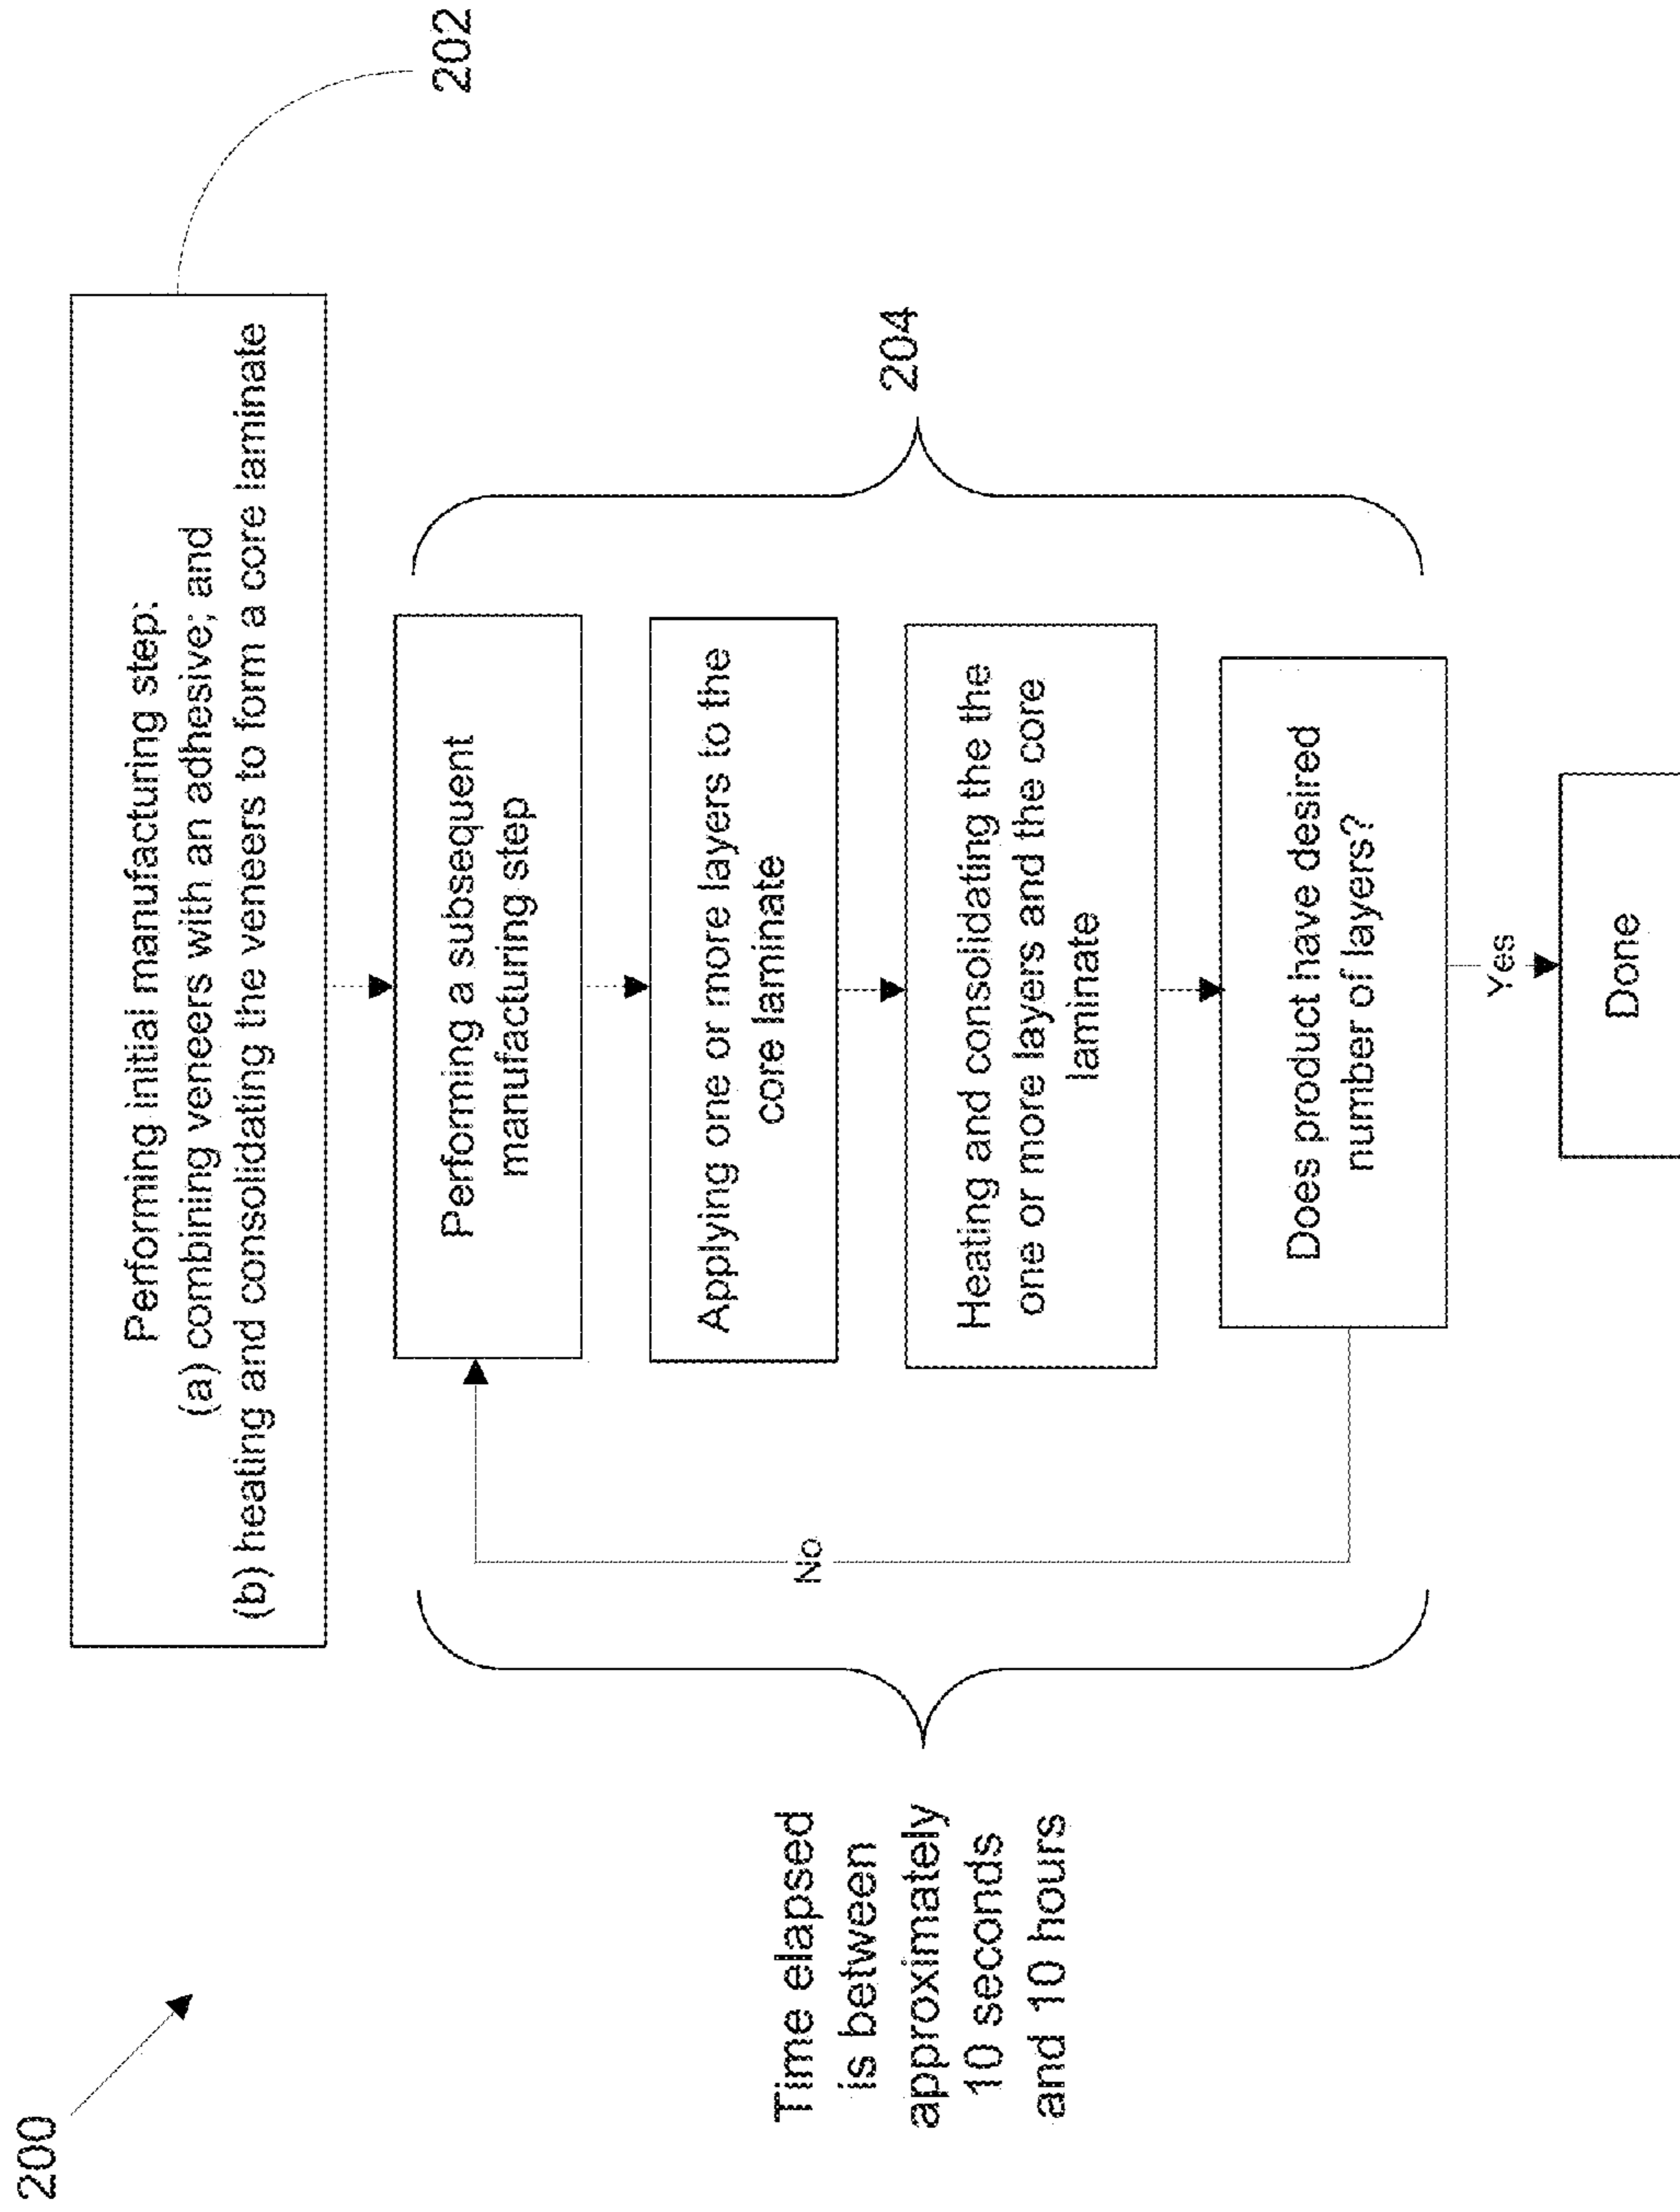 200
Performing initial manufacturing step:
(a) combining veneers with an adhesive; and
(b) heating and consolidating the veneers to form a core laminate
202
Performing a subsequent
manufacturing step
Applying one or more layers to the
core laminate
Heating and consolidating the the
one or more layers and the core
laminate
Does product have desired
number of layers?
No
Yes
Done
204
Time elapsed
is between
approximately
10 seconds
and 10 hours